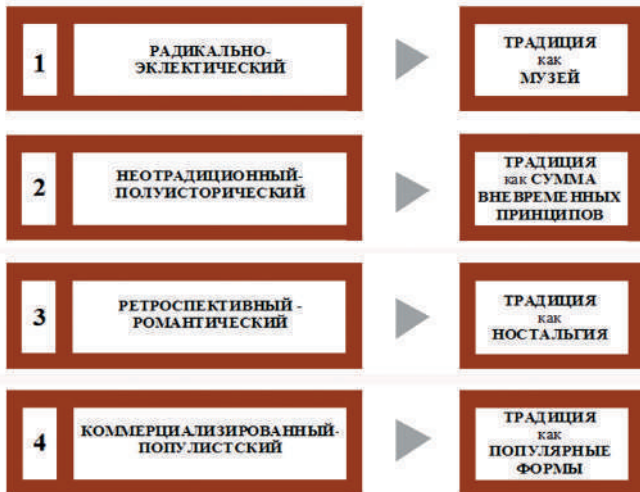 1
РАДИКАЛЬНО-
ЭКЛЕКТИЧЕСКИЙ
ТРАДИЦИЯ
как
МУЗЕЙ
2
НЕОТРАДИЦИОННЫЙ-
ПОЛУИСТОРИЧЕСКИЙ
ТРАДИЦИЯ
как СУММА
ВНЕВРЕМЕННЫХ
ПРИНЦИПОВ
3
РЕТРОСПЕКТИВНЫЙ -
РОМАНТИЧЕСКИЙ
ТРАДИЦИЯ
как
НОСТАЛЬГИЯ
4
КОММЕРЦИАЛИЗИРОВАННЫЙ-
ПОПУЛИСТСКИЙ
ТРАДИЦИЯ
как
ПОПУЛЯРНЫЕ
ФОРМЫ